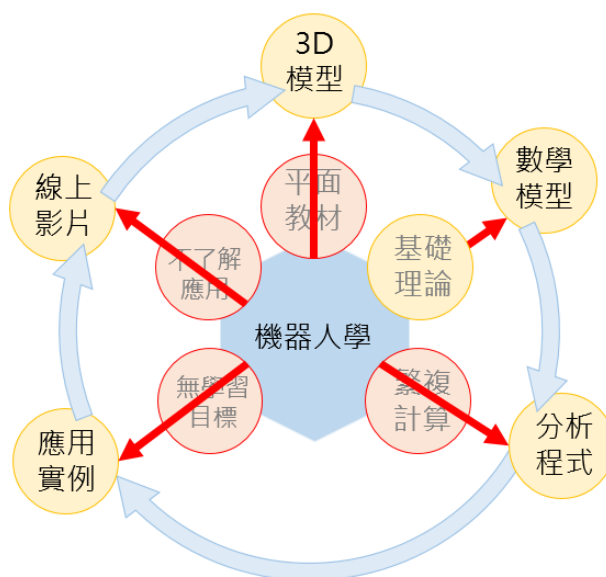 3D
模型
線上
影片
數學
模型
平面
教材
不了解
應用
基礎
理論
機器人學
無學習
目標
繁複
計算
應用
實例
分析
程式